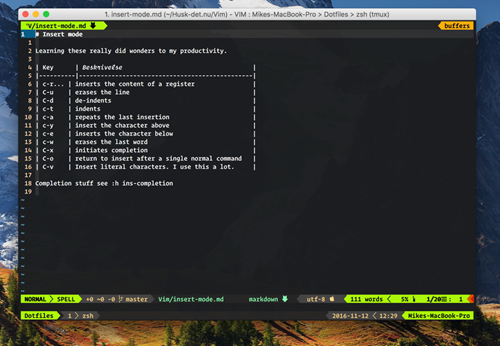 1. insert-mode.md (~/Husk-det.nu/Vim) - VIM : Mikes-MacBook-Pro > Dotfiles > zsh (tmux)
V/insert-mode.md
buffers
1 # Insert mode
1
2 Learning these really did wonders to my productivity.
3
4 | Key | Beskrivelse |
5 |----------|------------------------------------------------|
6 | c-r... | inserts the content of a register |
7 | C-u | erases the line |
8 | C-d | de-indents |
9 | c-t | indents |
10 | c-a | repeats the last insertion |
11 | c-y | insert the character above |
12 | c-e | inserts the character below |
13 | c-w | erases the last word |
14 | C-x | initiates completion |
15 | C-o | return to insert after a single normal command |
16 | C-v | Insert literal characters. I use this a lot. |
17
18 Completion stuff see :h ins-completion
19
NORMAL > SPELL > +0 ~0 -0 master Vim/insert-mode.md markdown utf-8 111 words 5% 1/20 : 1
Dotfiles 1 > zsh 2016-11-12 < 12:29 Mikes-MacBook-Pro